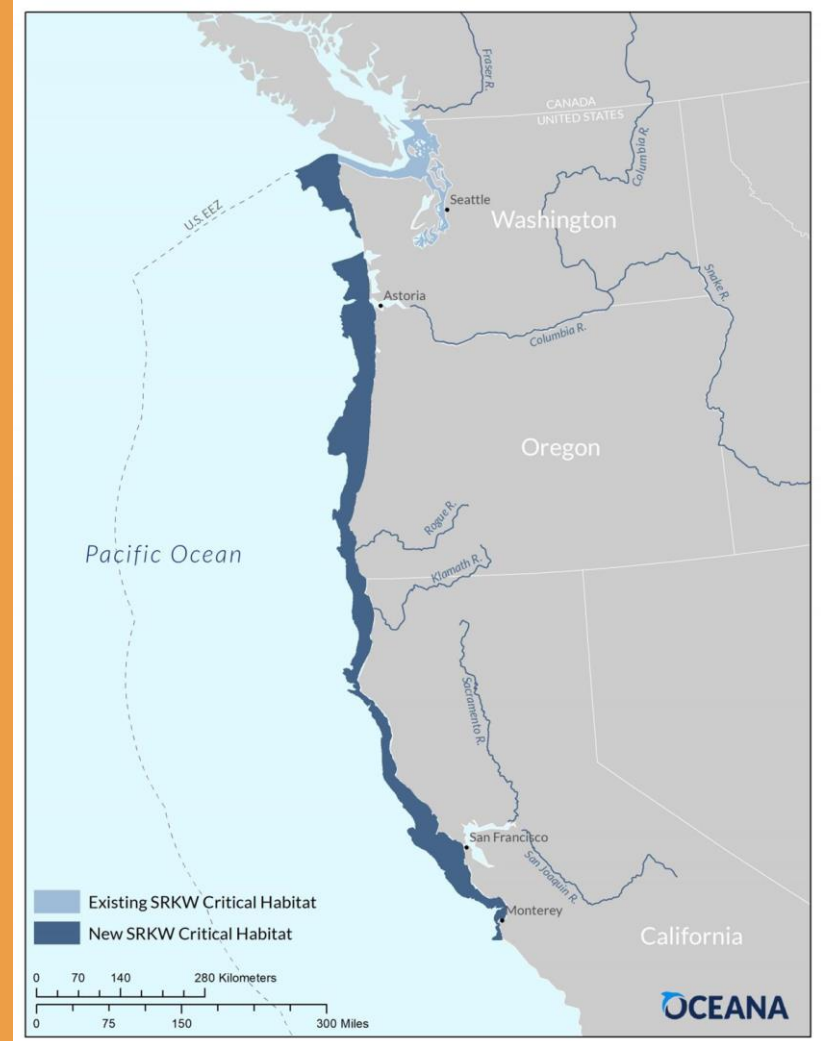 Fraser R.
CANADA
UNITED STATES
Columbia R.
Seattle
Washington
U.S. EEZ
Snake R.
Astoria
Columbia R.
Oregon
Rogue R.
Pacific Ocean
Klamath R.
Sacramento R.
San Francisco
San Joaquin R.
Existing SRKW Critical Habitat
Monterey
New SRKW Critical Habitat
California
0 70 140 280 Kilometers
0 75 150 300 Miles
OCEANA